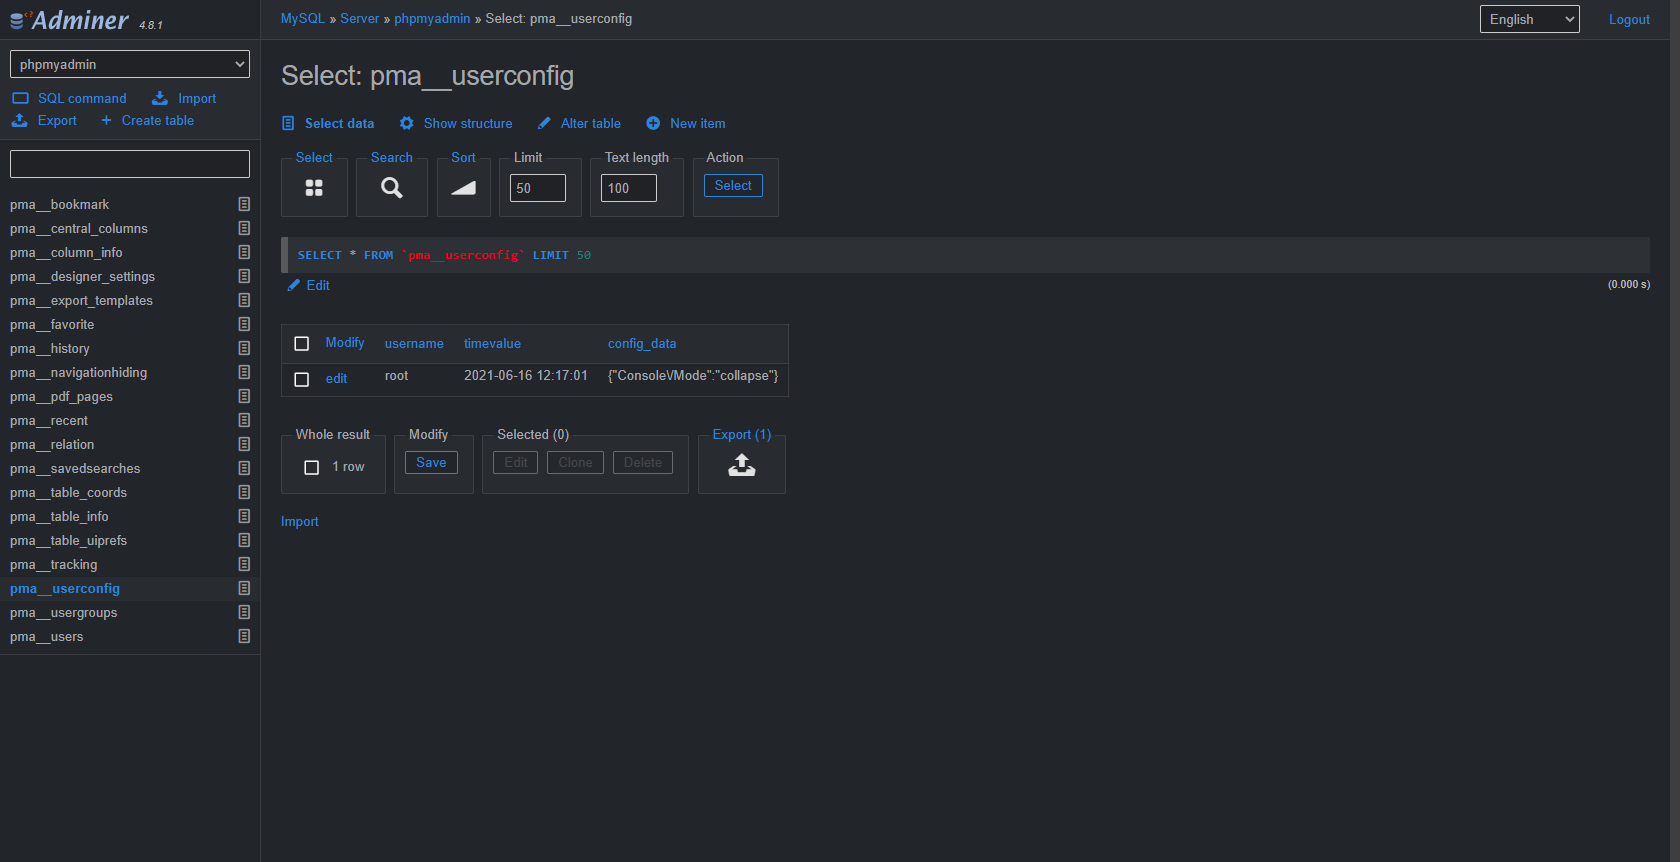 Adminer 4.8.1
MySQL » Server » phpmyadmin » Select: pma__userconfig
English
Logout
phpmyadmin
SQL command Import
Export + Create table
pma__bookmark
pma__central_columns
pma__column_info
pma__designer_settings
pma__export_templates
pma__favorite
pma__history
pma__navigationhiding
pma__pdf_pages
pma__recent
pma__relation
pma__savedsearches
pma__table_coords
pma__table_info
pma__table_uiprefs
pma__tracking
pma__userconfig
pma__usergroups
pma__users
Select: pma__userconfig
Select data Show structure Alter table New item
Select Search Sort Limit Text length Action
50 100 Select
SELECT * FROM `pma__userconfig` LIMIT 50
Edit (0.000 s)
Modify username timevalue config_data
edit root 2021-06-16 12:17:01 {"Console\/Mode":"collapse"}
Whole result Modify Selected (0) Export (1)
1 row Save Edit Clone Delete
Import